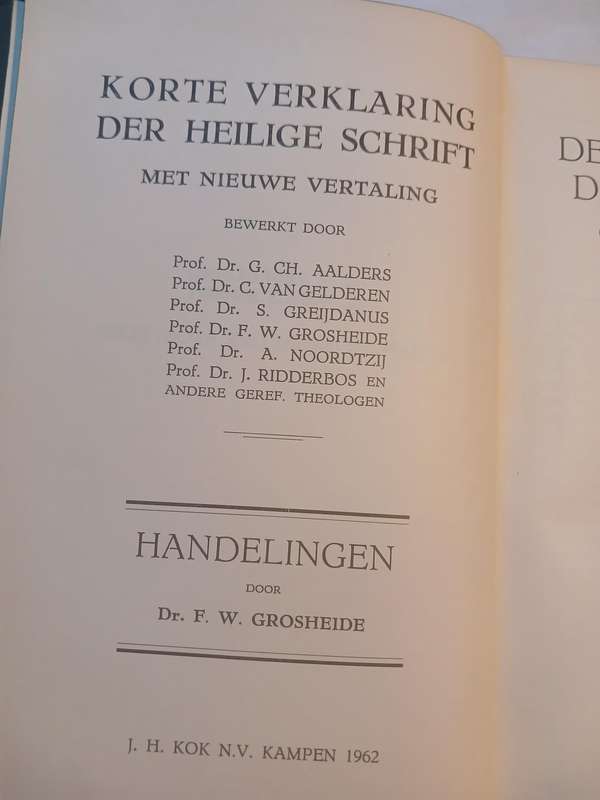 KORTE VERKLARING
DER HEILIGE SCHRIFT
MET NIEUWE VERTALING
BEWERKT DOOR
Prof. Dr. G. CH. AALDERS
Prof. Dr. C. VAN GELDEREN
Prof. Dr. S. GREIJDANUS
Prof. Dr. F. W. GROSHEIDE
Prof. Dr. A. NOORDTZIJ
Prof. Dr. J. RIDDERBOS EN
ANDERE GEREF. THEOLOGEN
HANDELINGEN
DOOR
Dr. F. W. GROSHEIDE
J. H. KOK N.V. KAMPEN 1962
DE
D